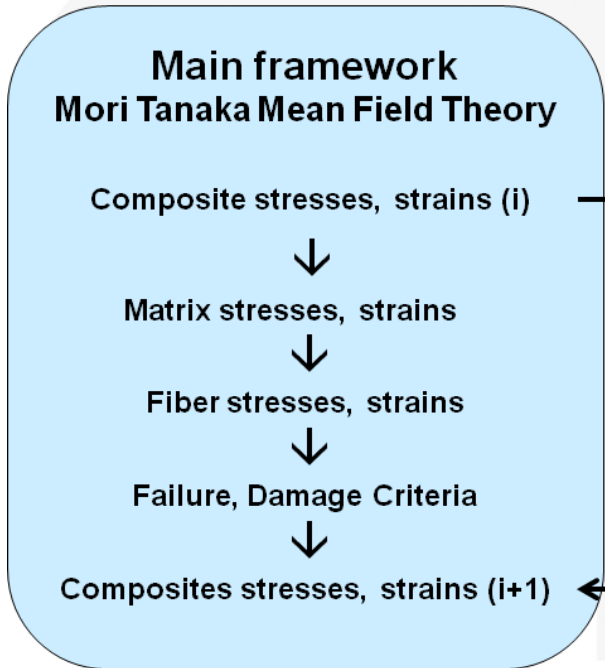 Main framework
Mori Tanaka Mean Field Theory
Composite stresses, strains (i)
Matrix stresses, strains
Fiber stresses, strains
Failure, Damage Criteria
Composites stresses, strains (i+1)